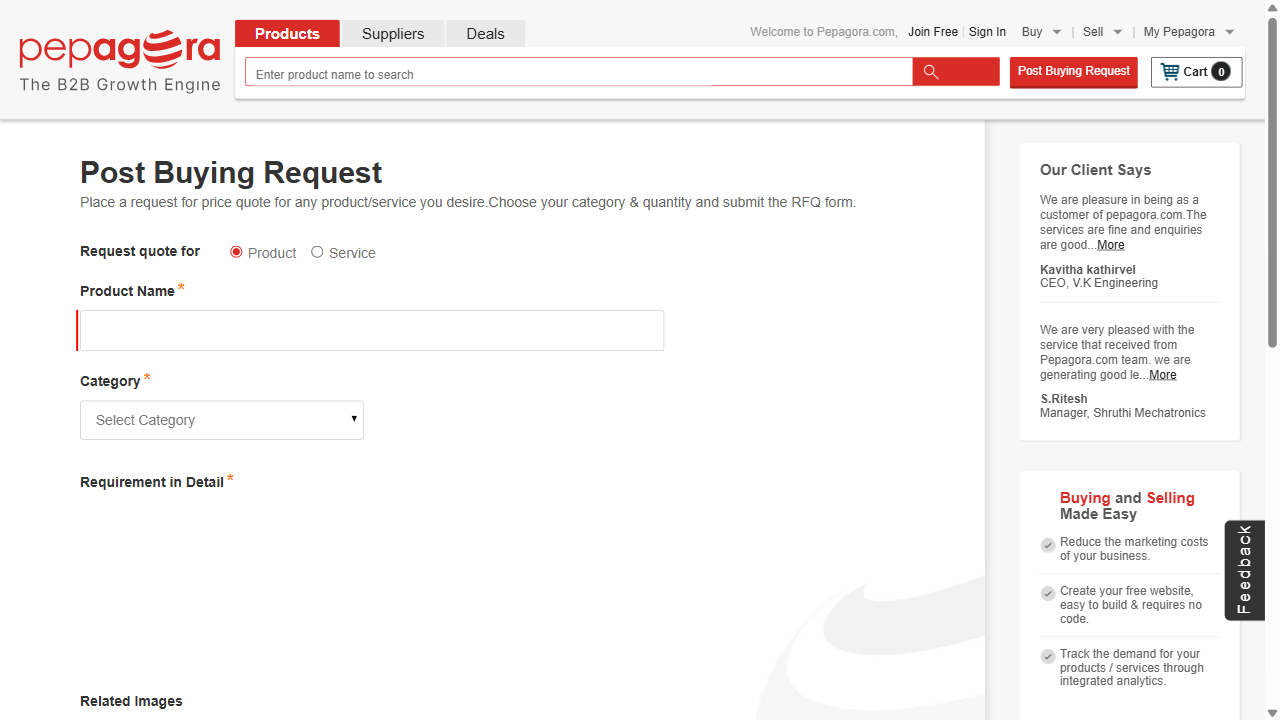 pepagora
The B2B Growth Engine
Products
Suppliers
Deals
Welcome to Pepagora.com,
Join Free
Sign In
Buy
|
Sell
|
My Pepagora
Enter product name to search
Post Buying Request
Cart 0
Post Buying Request
Place a request for price quote for any product/service you desire.Choose your category & quantity and submit the RFQ form.
Request quote for
Product
Service
Product Name *
Category *
Select Category
Requirement in Detail *
Related Images
Our Client Says
We are pleasure in being as a
customer of pepagora.com.The
services are fine and enquiries
are good...More
Kavitha kathirvel
CEO, V.K Engineering
We are very pleased with the
service that received from
Pepagora.com team. we are
generating good le...More
S.Ritesh
Manager, Shruthi Mechatronics
Buying and Selling
Made Easy
Reduce the marketing costs
of your business.
Create your free website,
easy to build & requires no
code.
Track the demand for your
products / services through
integrated analytics.
Feedback